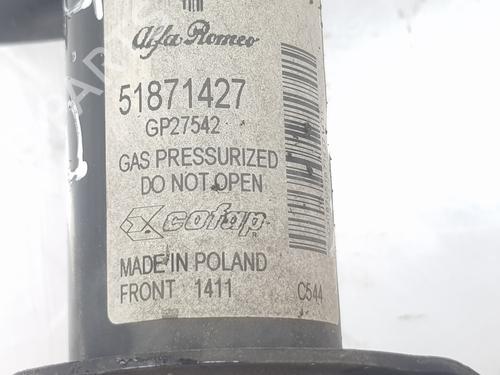 Alfa Romeo
51871427
GP27542
GAS PRESSURIZED
DO NOT OPEN
cofap
MADE IN POLAND
FRONT 1411 C544